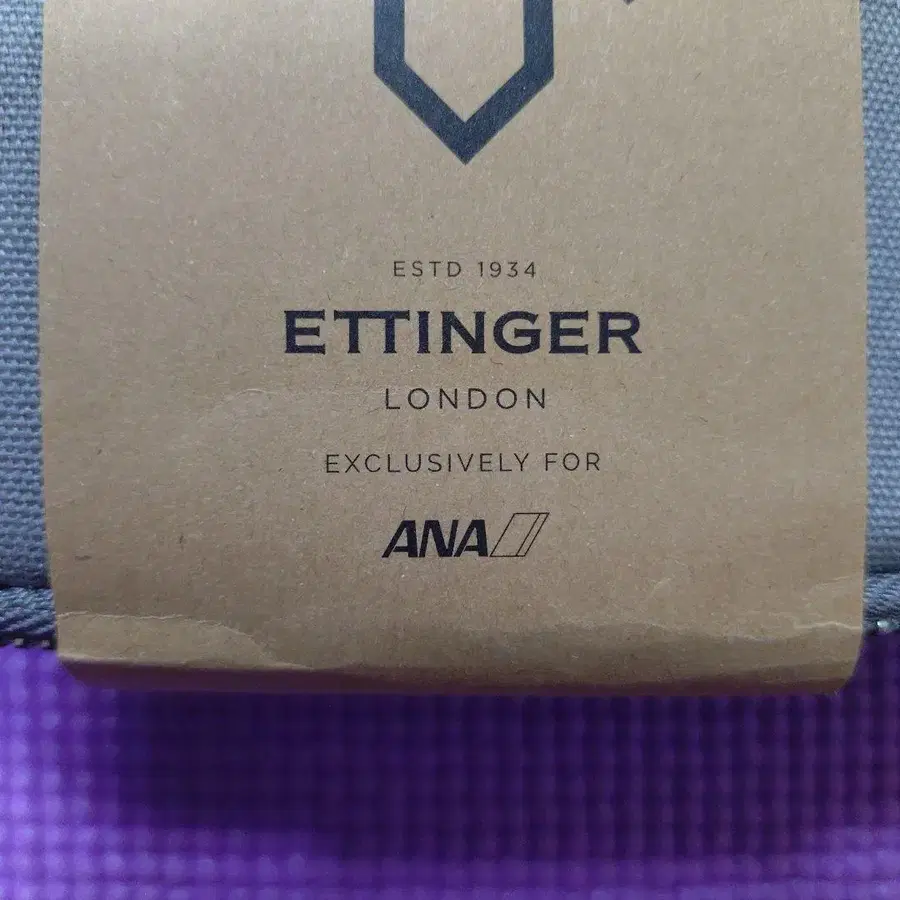 ESTD 1934
ETTINGER
LONDON
EXCLUSIVELY FOR
ANA